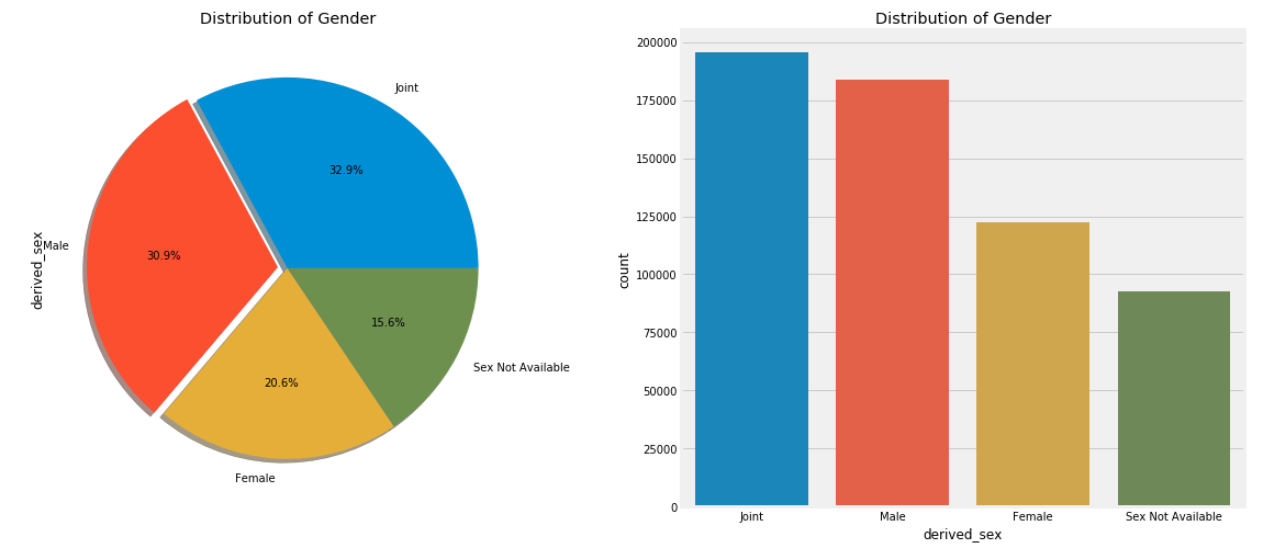 Distribution of Gender
Joint
32.9%
Male
30.9%
derived_sex
15.6%
Sex Not Available
20.6%
Female
Distribution of Gender
200000
175000
150000
125000
100000
75000
50000
25000
0
count
Joint Male Female Sex Not Available
derived_sex